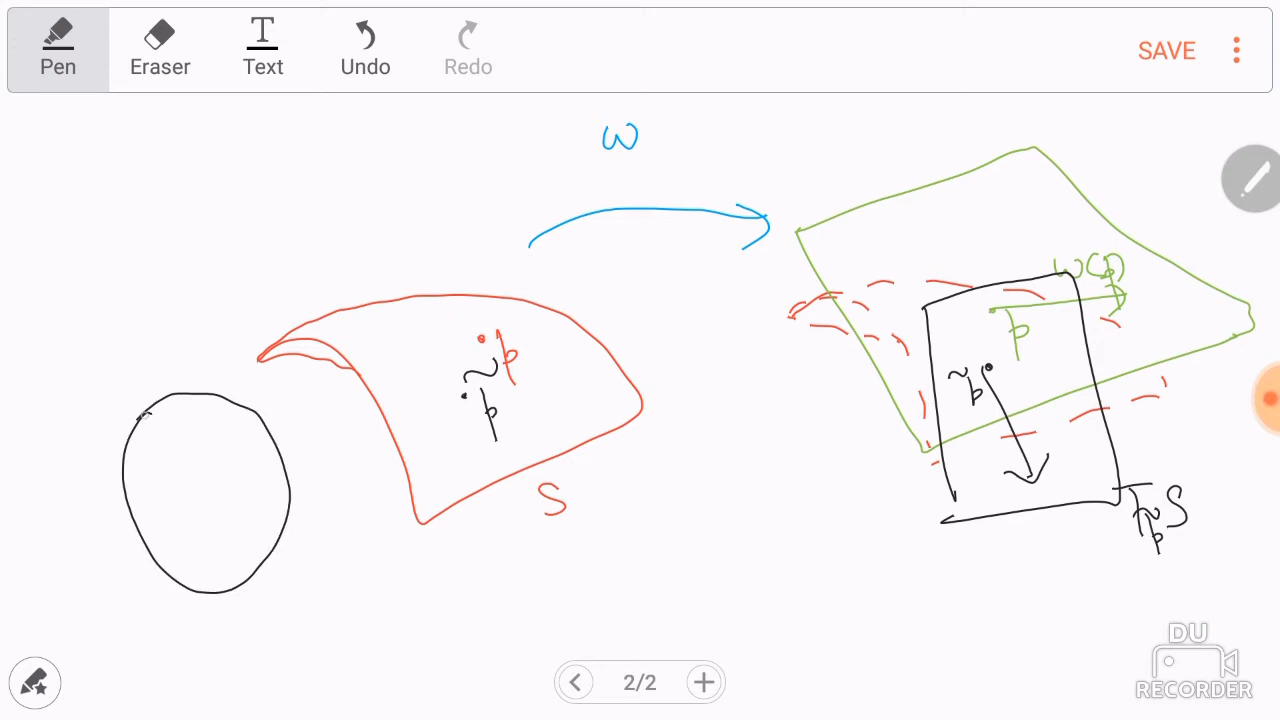 Pen Eraser Text Undo Redo SAVE
ω
ω(p)
p
p
p̃
p̃
S
T_p̃ S
2/2
DU
RECORDER